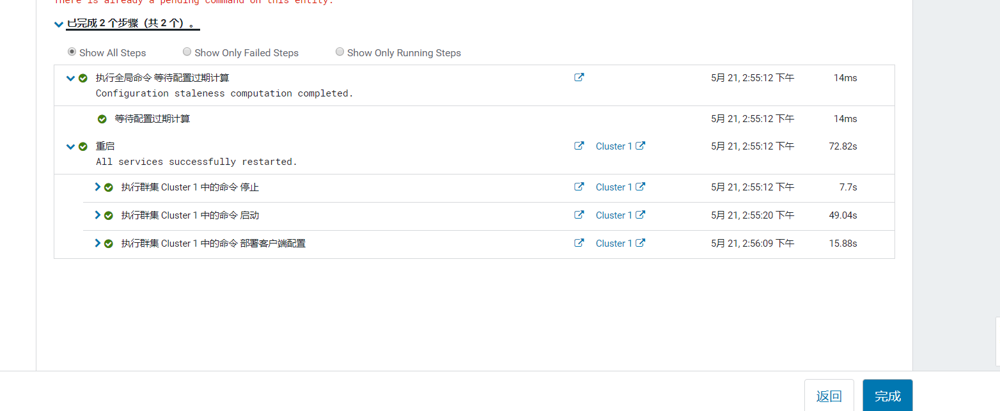 There is already a pending command on this entity.
已完成 2 个步骤（共 2 个）。
Show All Steps Show Only Failed Steps Show Only Running Steps
执行全局命令 等待配置过期计算 5月 21, 2:55:12 下午 14ms
Configuration staleness computation completed.
等待配置过期计算 5月 21, 2:55:12 下午 14ms
重启 Cluster 1 5月 21, 2:55:12 下午 72.82s
All services successfully restarted.
执行群集 Cluster 1 中的命令 停止 Cluster 1 5月 21, 2:55:12 下午 7.7s
执行群集 Cluster 1 中的命令 启动 Cluster 1 5月 21, 2:55:20 下午 49.04s
执行群集 Cluster 1 中的命令 部署客户端配置 Cluster 1 5月 21, 2:56:09 下午 15.88s
返回 完成